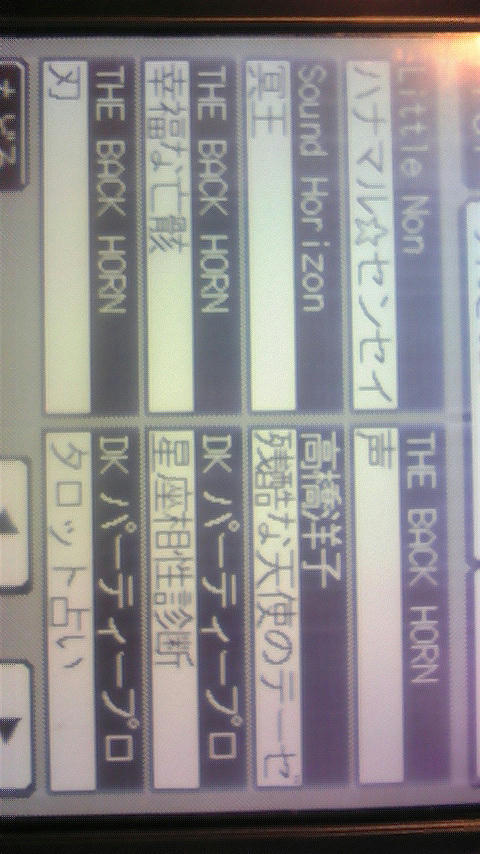 Little Non
ハナマル☆センセイ
THE BACK HORN
声
Sound Horizon
冥王
高橋洋子
残酷な天使のテーゼ
THE BACK HORN
幸福な亡骸
DK パーティープロ
星座相性診断
THE BACK HORN
刃
DK パーティープロ
タロット占い